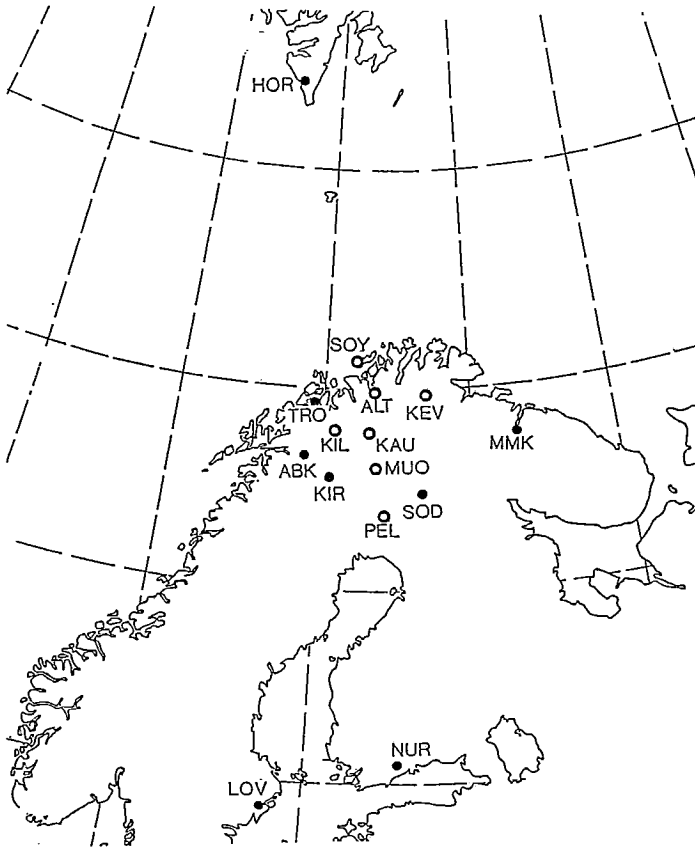 HOR
SOY
TRO
ALT
KEV
KIL
KAU
MMK
ABK
MUO
KIR
SOD
PEL
NUR
LOV